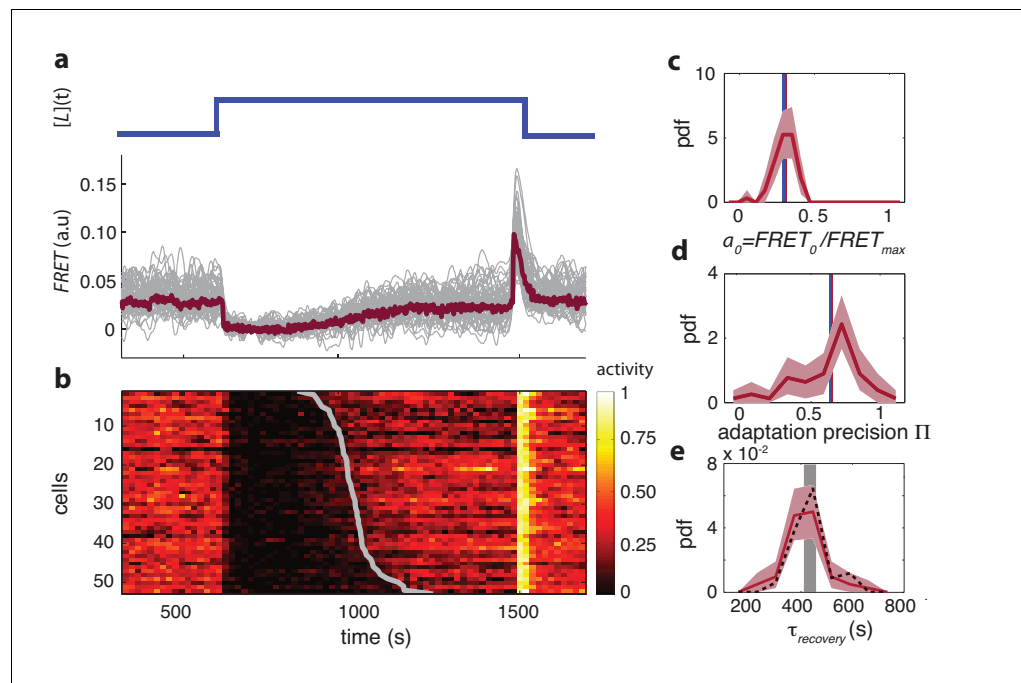 a
[L](t)
FRET (a.u)
0.15
0.10
0.05
0
b
cells
10
20
30
40
50
500
1000
1500
time (s)
activity
1
0.75
0.50
0.25
0
c
pdf
10
5
0
0
0.5
1
a₀=FRET₀/FRETmax
d
pdf
4
2
0
0
0.5
1
adaptation precision Π
e
x 10⁻²
pdf
8
4
0
200
400
600
800
τrecovery (s)